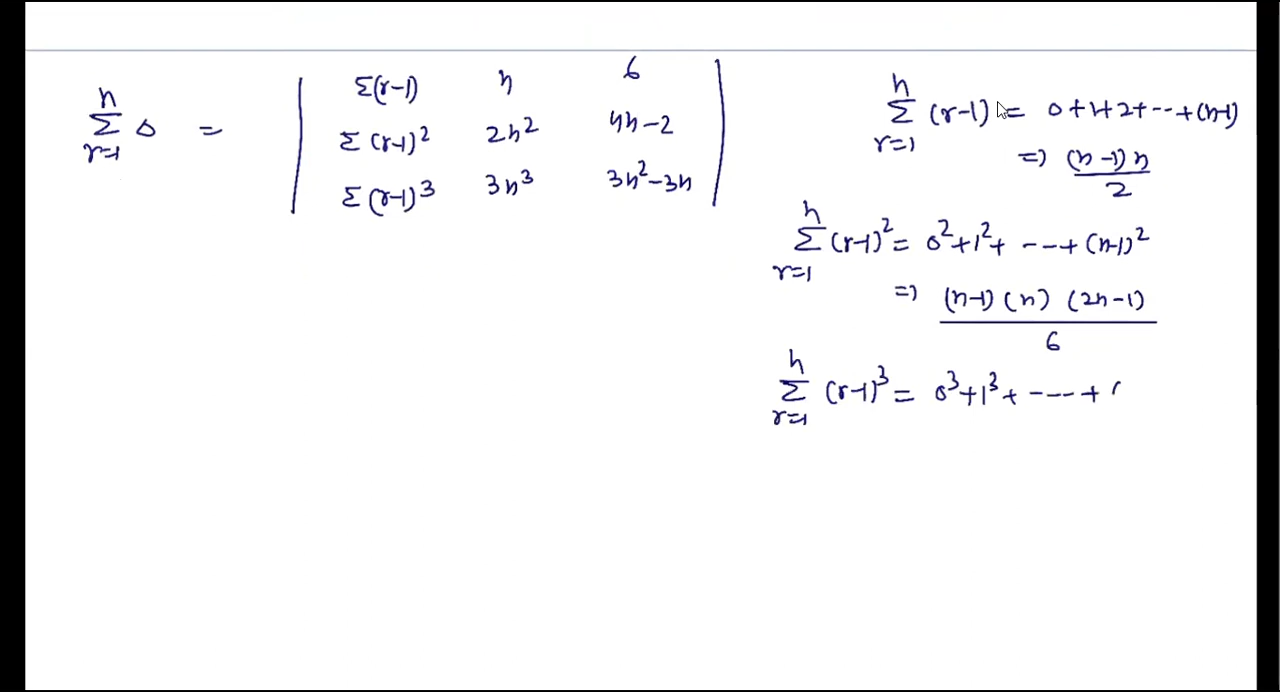 n
Σ Δ = | Σ(r-1) n 6 |
r=1
Σ(r-1)² 2n² 4n-2
Σ(r-1)³ 3n³ 3n²-3n
n
Σ (r-1) = 0+1+2+---+(n-1)
r=1
=) (n-1)n
2
n
Σ (r-1)² = 0²+1²+ ---+(n-1)²
r=1
=) (n-1)(n)(2n-1)
6
n
Σ (r-1)³ = 0³+1³+ ----+ (
r=1